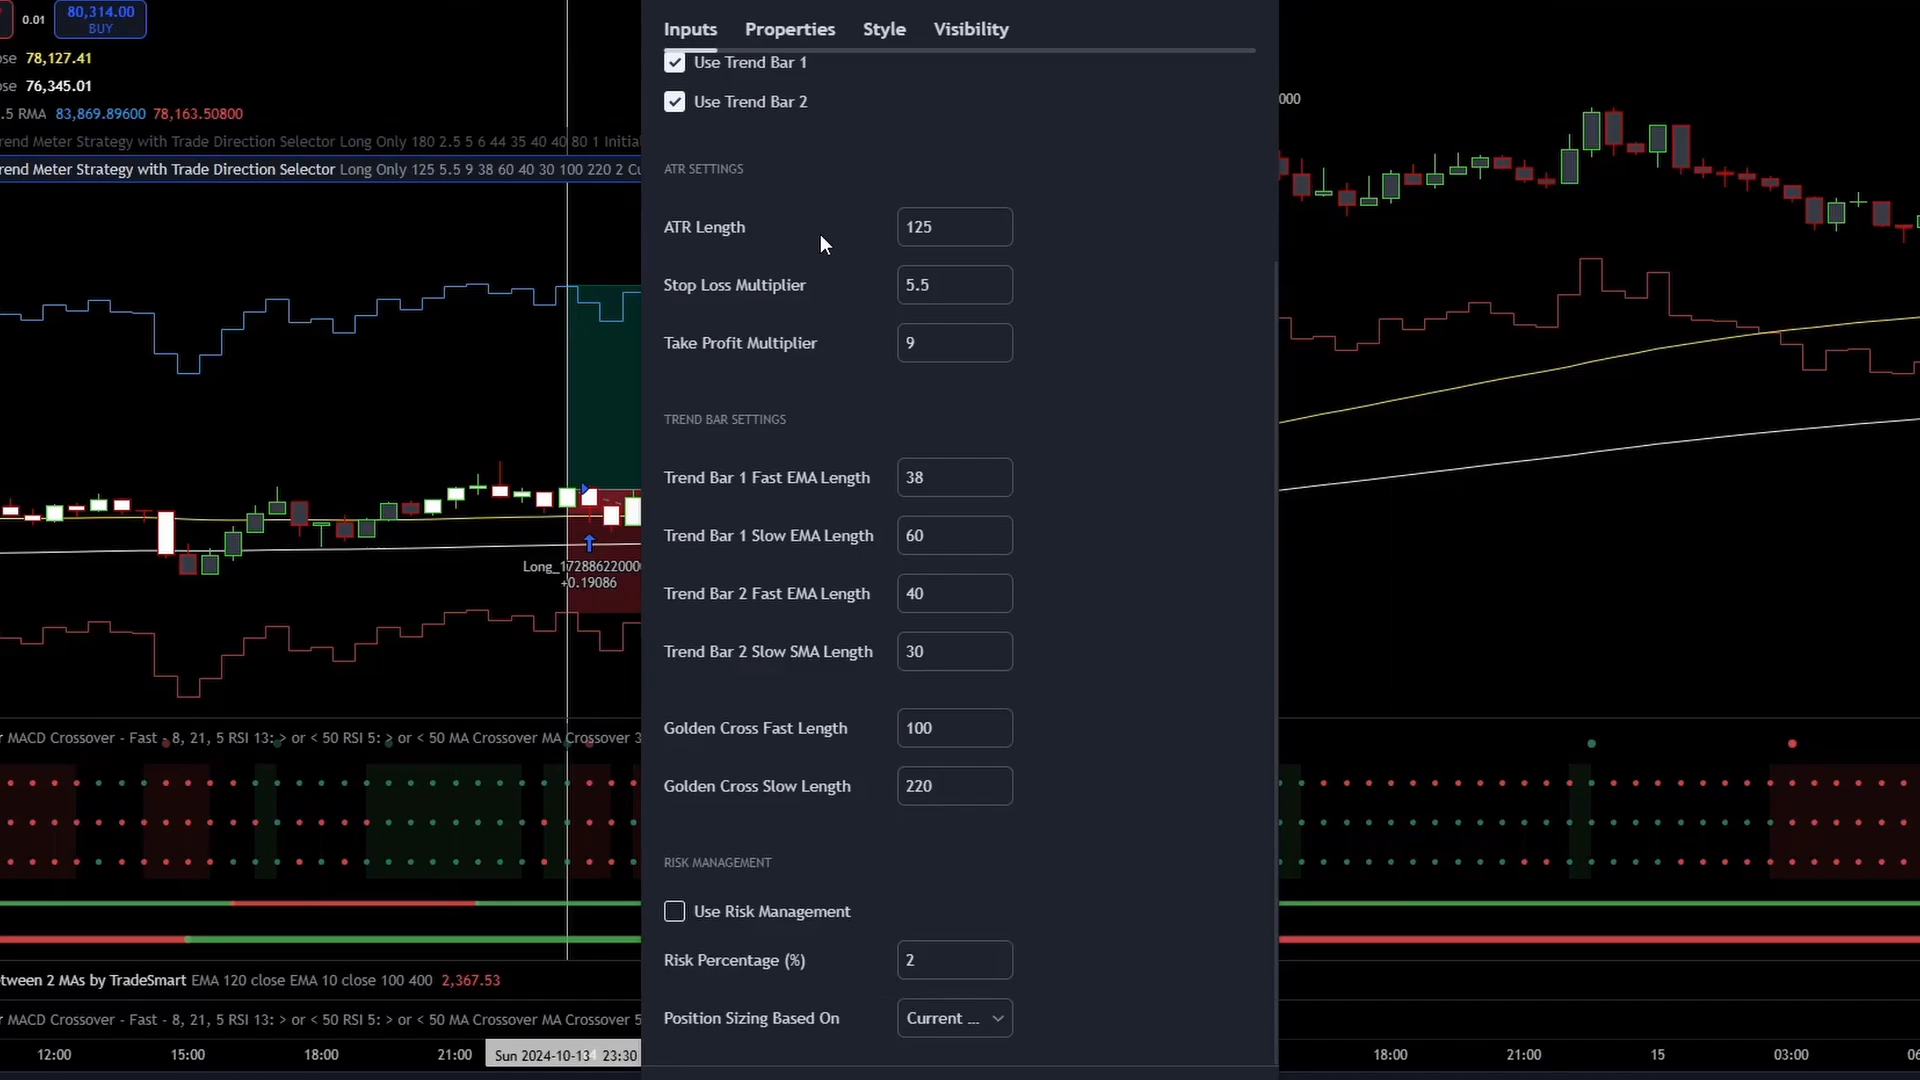 0.01
80,314.00
BUY
ose 78,127.41
ose 76,345.01
.5 RMA 83,869.89600 78,163.50800
rend Meter Strategy with Trade Direction Selector Long Only 180 2.5 5 6 44 35 40 40 80 1 Initial
rend Meter Strategy with Trade Direction Selector Long Only 125 5.5 9 38 60 40 30 100 220 2 Cu
Inputs
Properties
Style
Visibility
Use Trend Bar 1
Use Trend Bar 2
ATR SETTINGS
ATR Length
125
Stop Loss Multiplier
5.5
Take Profit Multiplier
9
TREND BAR SETTINGS
Trend Bar 1 Fast EMA Length
38
Trend Bar 1 Slow EMA Length
60
Trend Bar 2 Fast EMA Length
40
Trend Bar 2 Slow SMA Length
30
Golden Cross Fast Length
100
Golden Cross Slow Length
220
RISK MANAGEMENT
Use Risk Management
Risk Percentage (%)
2
Position Sizing Based On
Current ...
000
Long_172886220000
+0.19086
r MACD Crossover - Fast - 8, 21, 5 RSI 13: > or < 50 RSI 5: > or < 50 MA Crossover MA Crossover 3
etween 2 MAs by TradeSmart EMA 120 close EMA 10 close 100 400 2,367.53
r MACD Crossover - Fast - 8, 21, 5 RSI 13: > or < 50 RSI 5: > or < 50 MA Crossover MA Crossover 5
12:00
15:00
18:00
21:00
Sun 2024-10-13 23:30
18:00
21:00
15
03:00
06